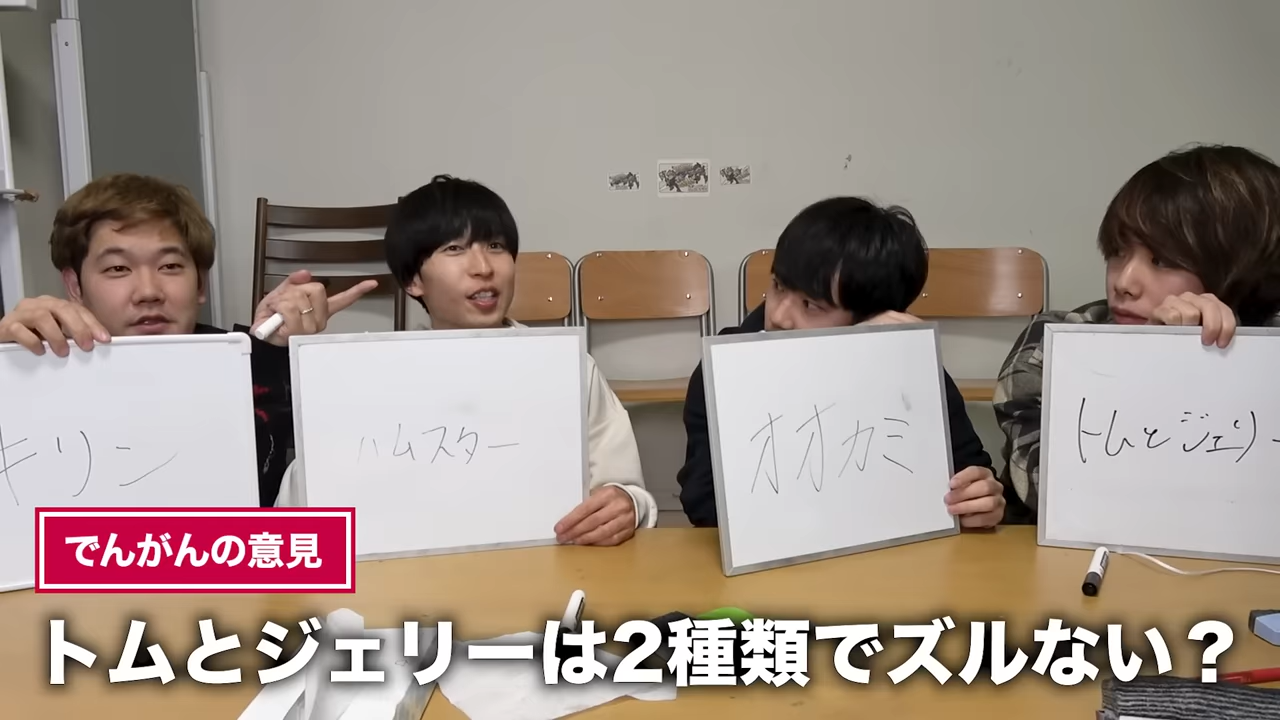 キリン
ハムスター
オオカミ
トムとジェリー
でんがんの意見
トムとジェリーは2種類でズルない？